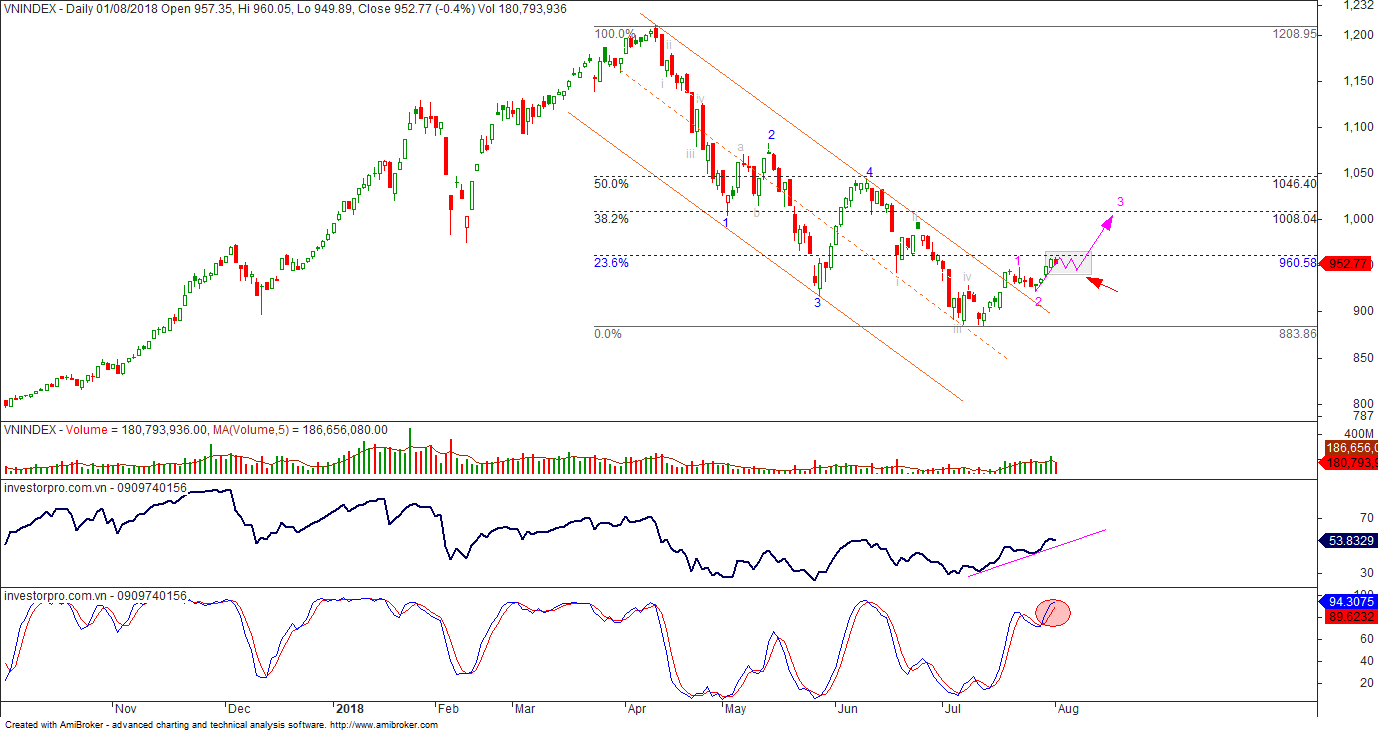 VNINDEX - Daily 01/08/2018 Open 957.35, Hi 960.05, Lo 949.89, Close 952.77 (-0.4%) Vol 180,793,936
1,232
100.0%
1208.95
1,200
ii
i
1,150
iv
iii
1,100
2
a
b
1
50.0%
1046.40
1,050
4
3
38.2%
1008.04
1,000
ii
i
3
23.6%
960.58
952.77
1
2
iv
iii
900
0.0%
883.86
850
800
787
VNINDEX - Volume = 180,793,936.00, MA(Volume,5) = 186,656,080.00
400M
186,656,0
180,793,9
investorpro.com.vn - 0909740156
70
53.8329
30
investorpro.com.vn - 0909740156
94.3075
89.6232
60
40
20
Nov
Dec
2018
Feb
Mar
Apr
May
Jun
Jul
Aug
Created with AmiBroker - advanced charting and technical analysis software. http://www.amibroker.com